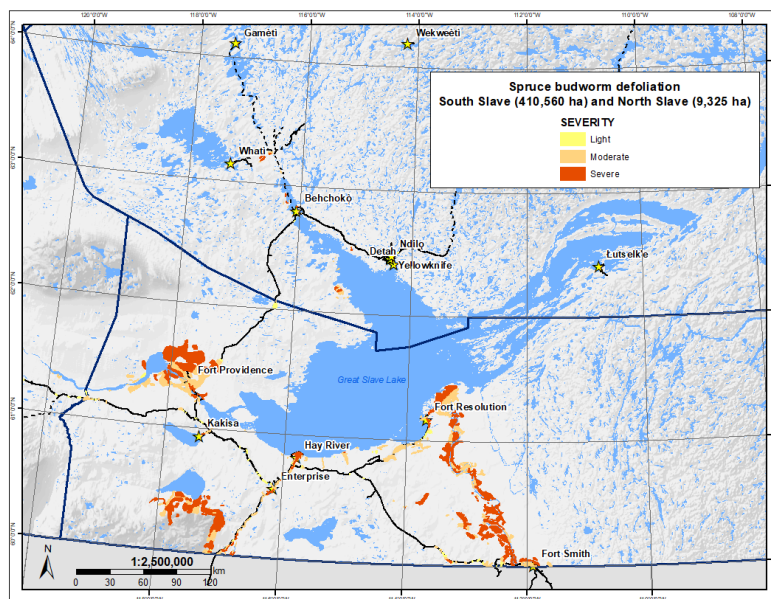 120°0'0"W 118°0'0"W 116°0'0"W 114°0'0"W 112°0'0"W 110°0'0"W 108°0'0"W
Gamètì
Wekweètì
Spruce budworm defoliation
South Slave (410,560 ha) and North Slave (9,325 ha)
SEVERITY
Light
Moderate
Severe
Whatì
Behchokǫ̀
Ndilo
Detah
Yellowknife
Łutselk'e
Fort Providence
Great Slave Lake
Fort Resolution
Kakisa
Hay River
Enterprise
Fort Smith
N
1:2,500,000
km
0 30 60 90 120